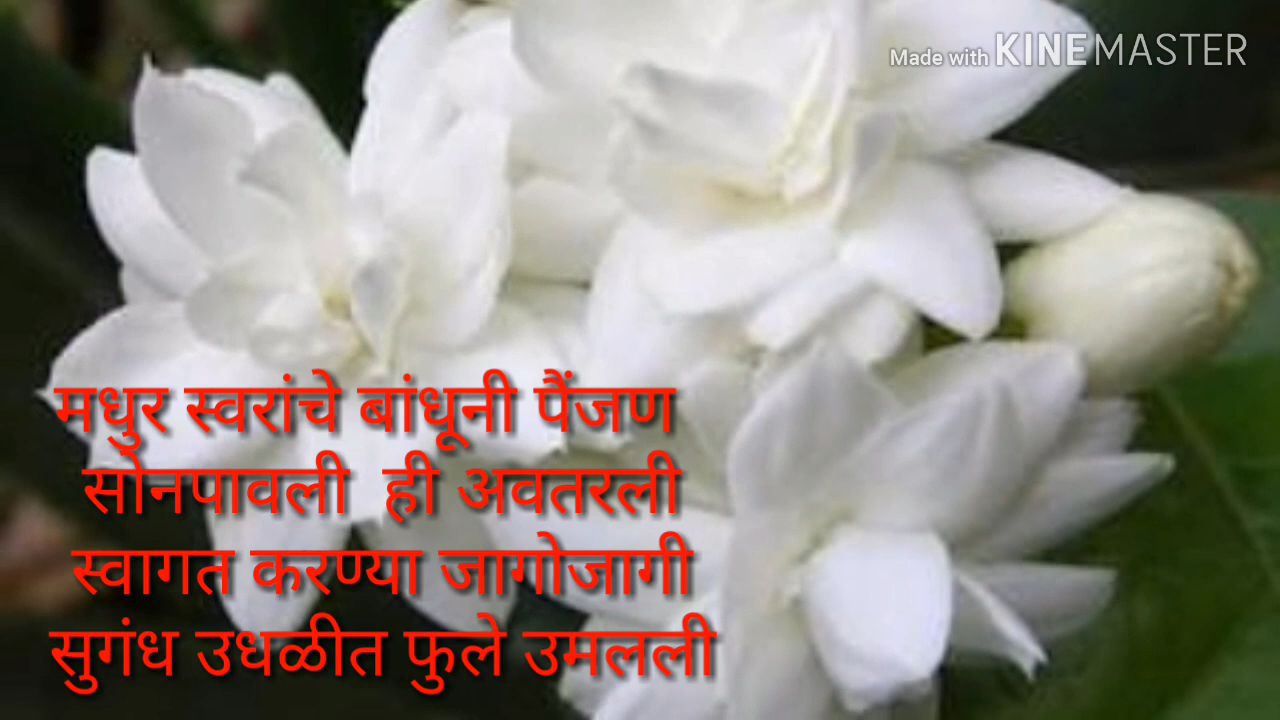 Made with KINEMASTER
मधुर स्वरांचे बांधूनी पैंजण
सोनपावली ही अवतरली
स्वागत करण्या जागोजागी
सुगंध उधळीत फुले उमलली